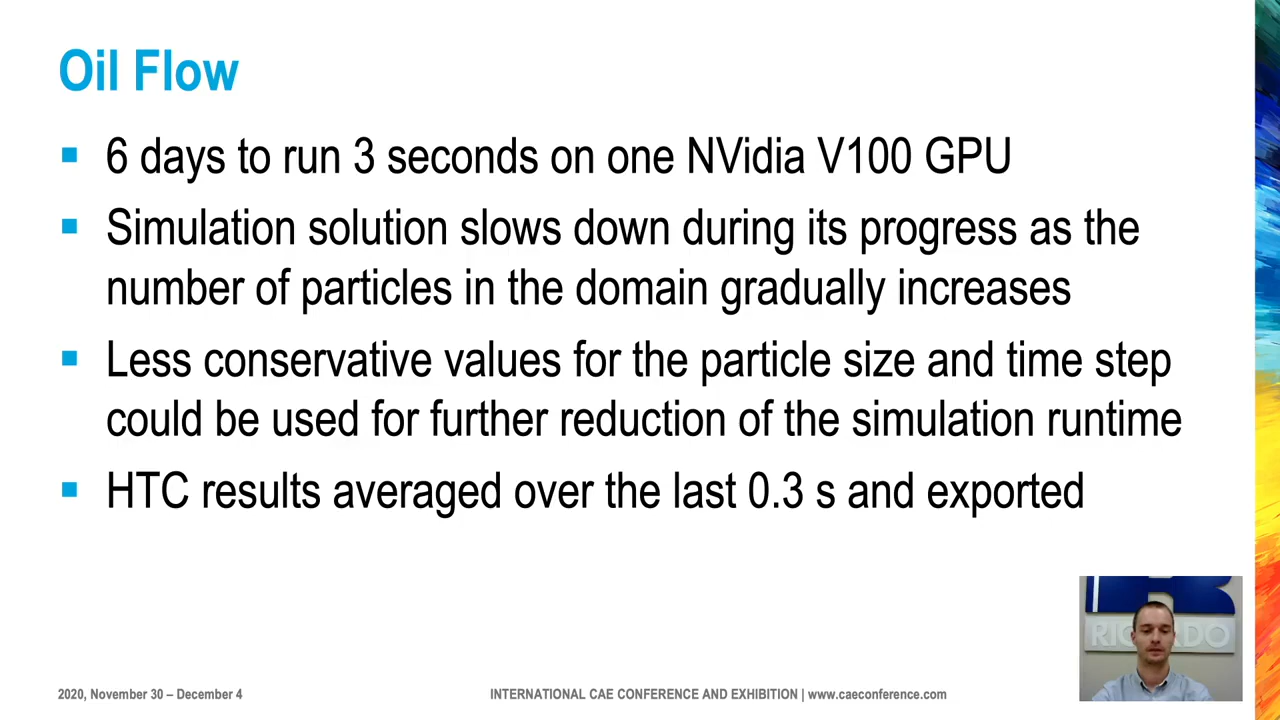 Oil Flow
▪ 6 days to run 3 seconds on one NVidia V100 GPU
▪ Simulation solution slows down during its progress as the
number of particles in the domain gradually increases
▪ Less conservative values for the particle size and time step
could be used for further reduction of the simulation runtime
▪ HTC results averaged over the last 0.3 s and exported
2020, November 30 – December 4
INTERNATIONAL CAE CONFERENCE AND EXHIBITION | www.caeconference.com